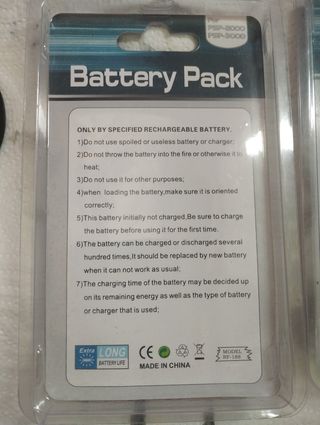 PSP-2000
PSP-3000
Battery Pack
ONLY BY SPECIFIED RECHARGEABLE BATTERY.
1)Do not use spoiled or useless battery or charger;
2)Do not throw the battery into the fire or otherwise it is
heat;
3)Do not use it for other purposes;
4)when loading the battery,make sure it is oriented
correctly;
5)This battery initially not charged,Be sure to charge
the battery before using it for the first time.
6)The battery can be charged or discharged several
hundred times,It should be replaced by new battery
when it can not work as usual;
7)The charging time of the battery may be decided up
on its remaining energy as well as the type of battery
or charger that is used;
Extra
LONG
BATTERY LIFE
CE
MADE IN CHINA
MODEL